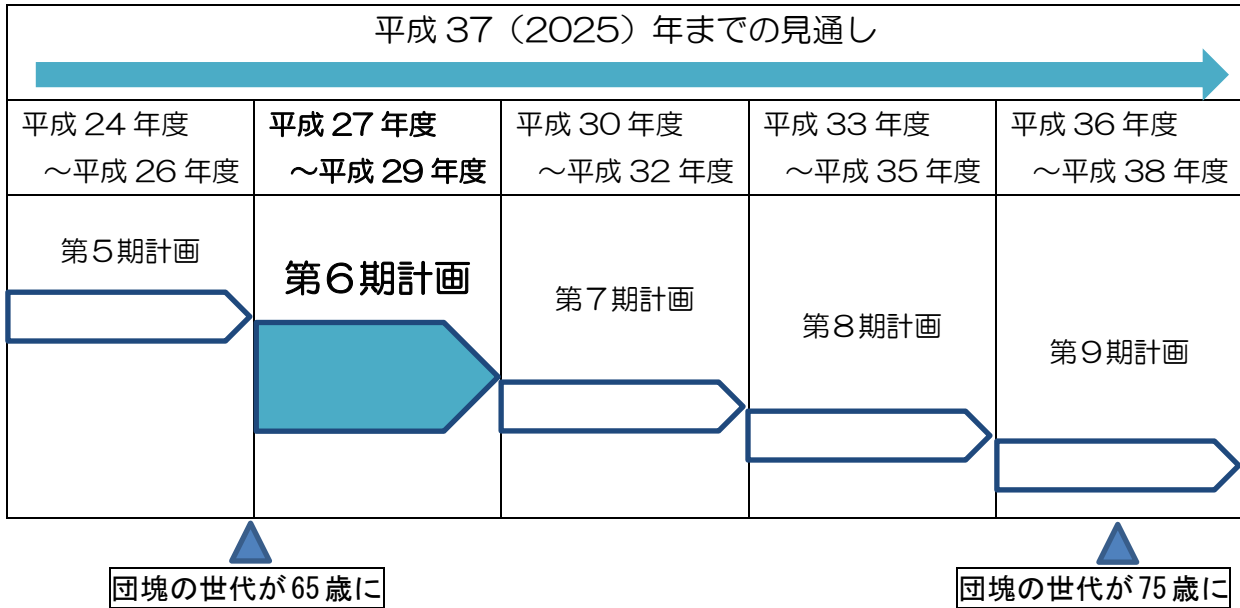 平成37（2025）年までの見通し
平成24年度
～平成26年度
平成27年度
～平成29年度
平成30年度
～平成32年度
平成33年度
～平成35年度
平成36年度
～平成38年度
第5期計画
第6期計画
第7期計画
第8期計画
第9期計画
団塊の世代が65歳に
団塊の世代が75歳に